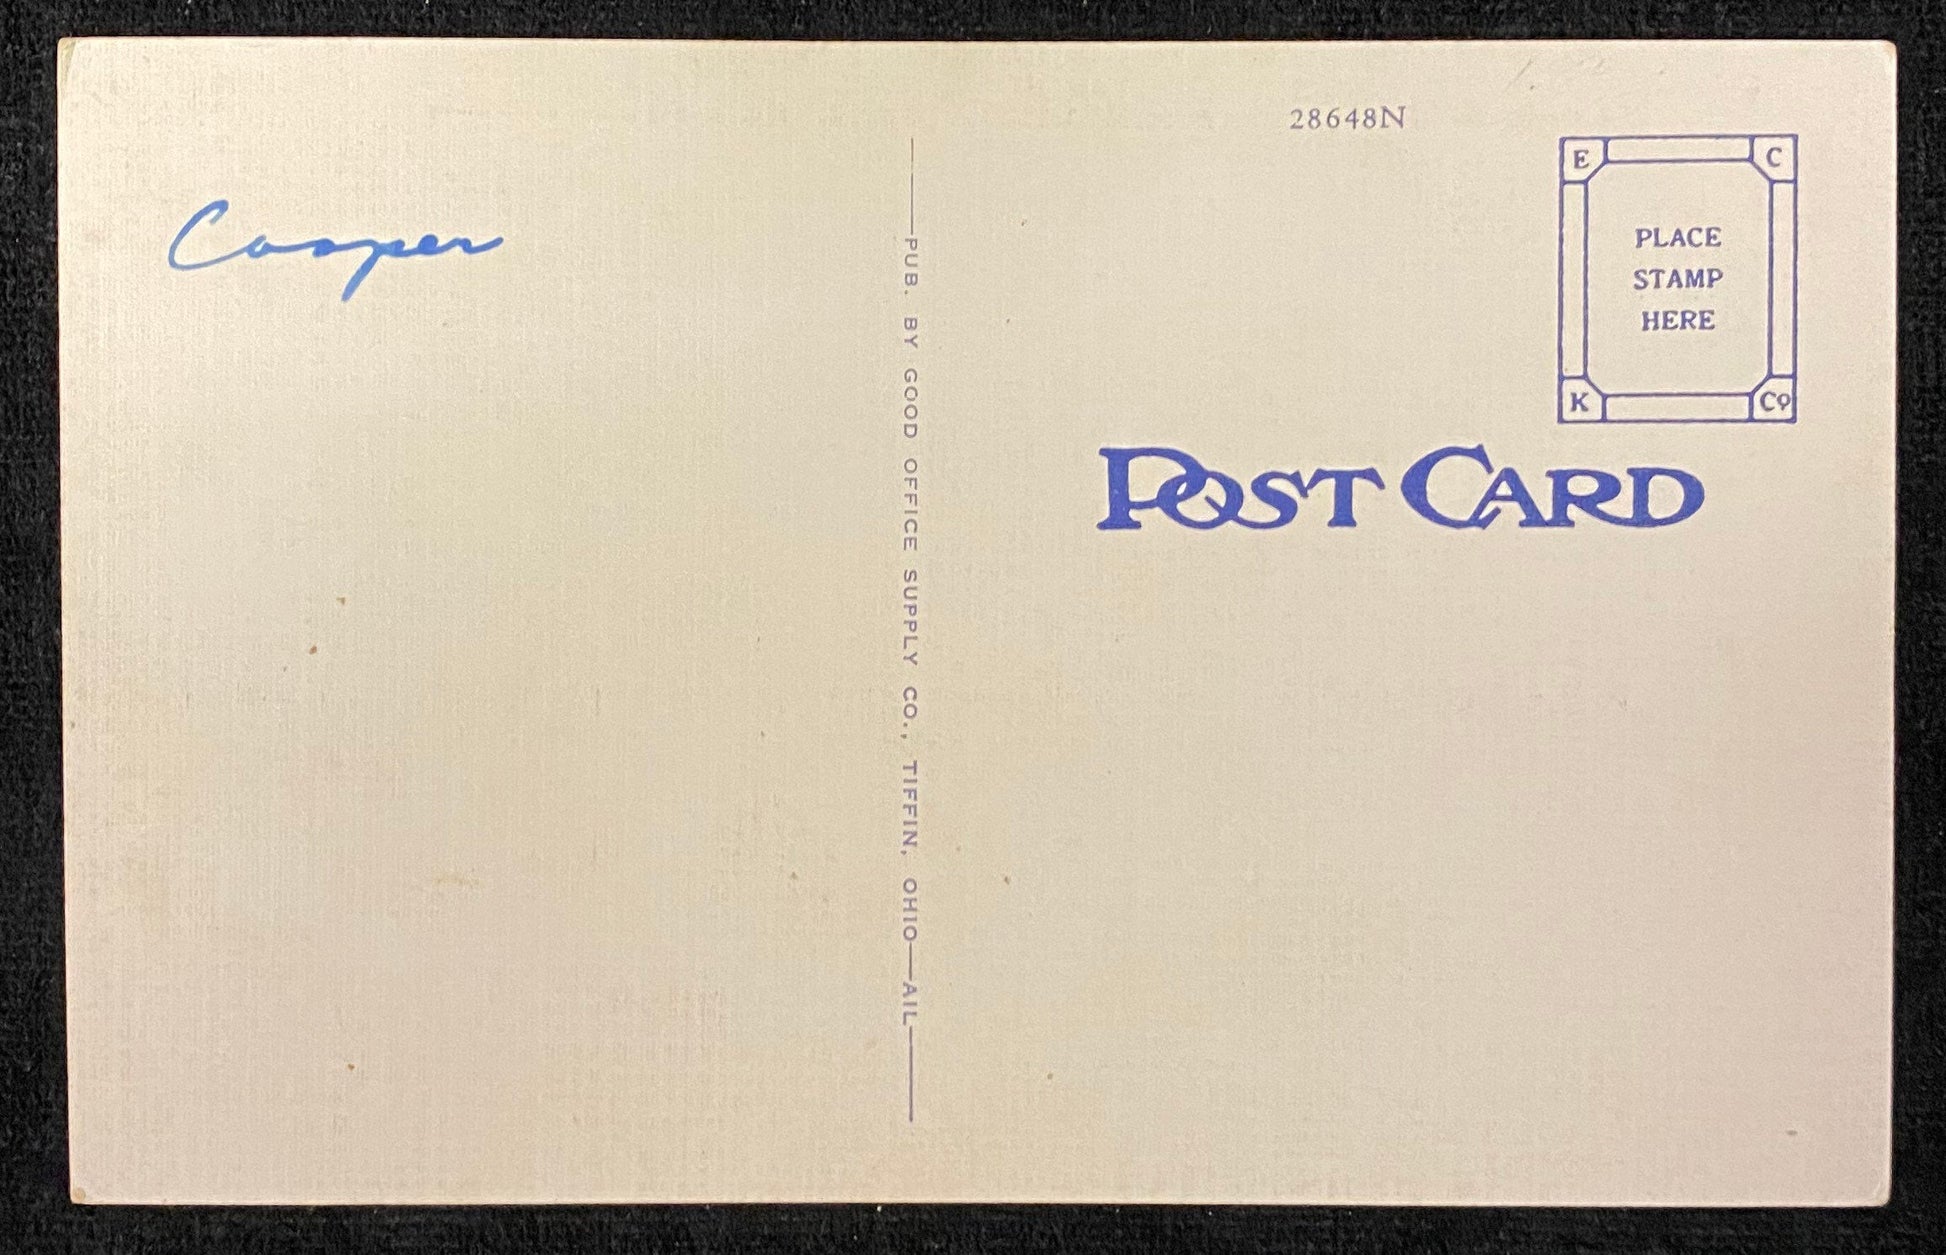 Cooper
PUB. BY GOOD OFFICE SUPPLY CO., TIFFIN, OHIO—AIL
28648N
E C
PLACE
STAMP
HERE
K Co
POST CARD